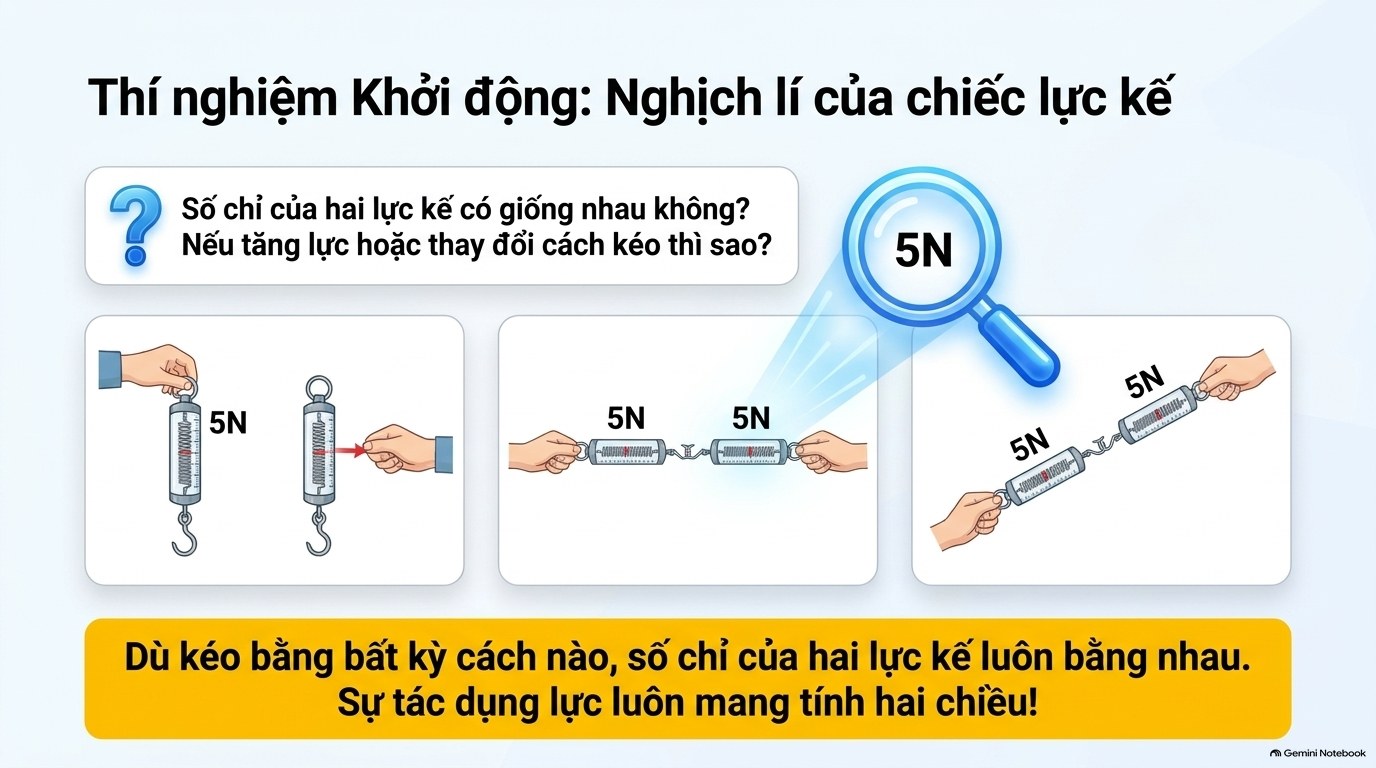 Thí nghiệm Khởi động: Nghịch lí của chiếc lực kế
Số chỉ của hai lực kế có giống nhau không?
Nếu tăng lực hoặc thay đổi cách kéo thì sao?
5N
5N
5N
5N
5N
5N
Dù kéo bằng bất kỳ cách nào, số chỉ của hai lực kế luôn bằng nhau.
Sự tác dụng lực luôn mang tính hai chiều!
Gemini Notebook